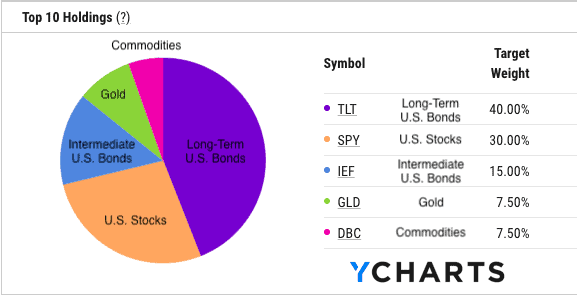 Top 10 Holdings (?)
Commodities
Gold
Intermediate
U.S. Bonds
Long-Term
U.S. Bonds
U.S. Stocks
Symbol
Target
Weight
TLT Long-Term
U.S. Bonds 40.00%
SPY U.S. Stocks 30.00%
IEF Intermediate
U.S. Bonds 15.00%
GLD Gold 7.50%
DBC Commodities 7.50%
YCHARTS